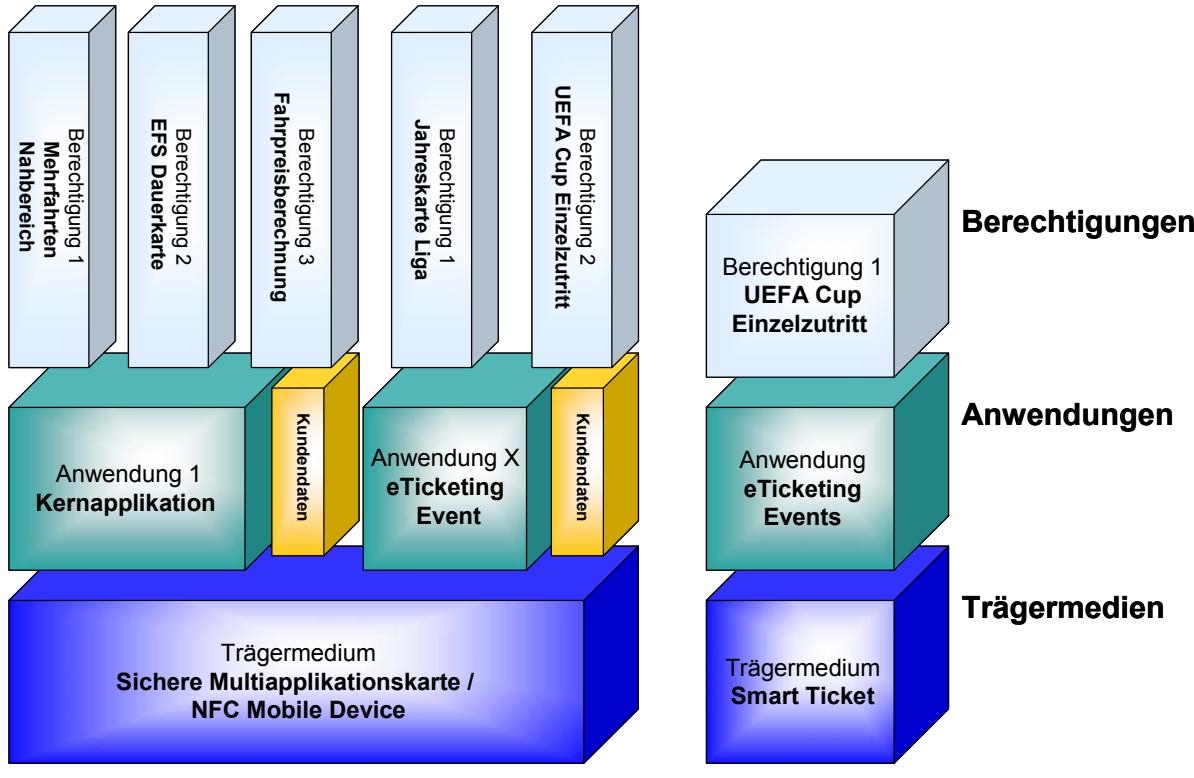 Berechtigung 1
Mehrfahrten
Nahbereich
Berechtigung 2
EFS Dauerkarte
Berechtigung 3
Fahrpreisberechnung
Berechtigung 1
Jahreskarte Liga
Berechtigung 2
UEFA Cup Einzelzutritt
Berechtigung 1
UEFA Cup
Einzelzutritt
Berechtigungen
Anwendung 1
Kernapplikation
Kundendaten
Anwendung X
eTicketing
Event
Kundendaten
Anwendung
eTicketing
Events
Anwendungen
Trägermedium
Sichere Multiapplikationskarte /
NFC Mobile Device
Trägermedium
Smart Ticket
Trägermedien